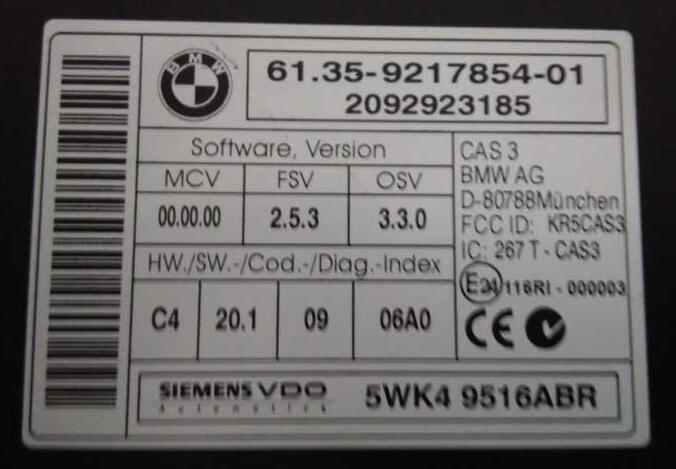 BMW
61.35-9217854-01
2092923185
Software, Version
MCV FSV OSV
00.00.00 2.5.3 3.3.0
HW./SW.-/Cod.-/Diag.-Index
C4 20.1 09 06A0
CAS 3
BMW AG
D-80788München
FCC ID: KR5CAS3
IC: 267 T - CAS3
E24 116RI - 000003
CE
SIEMENS VDO
Automotive
5WK4 9516ABR